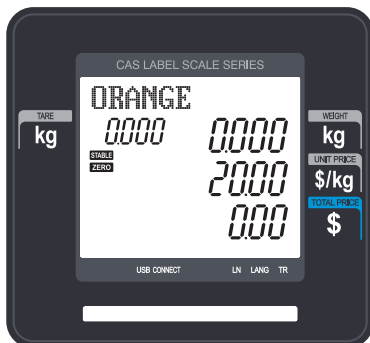 CAS LABEL SCALE SERIES
ORANGE
TARE
kg
0.000
0.000
WEIGHT
kg
STABLE
ZERO
20.00
UNIT PRICE
$/kg
0.00
TOTAL PRICE
$
USB CONNECT LN LANG TR